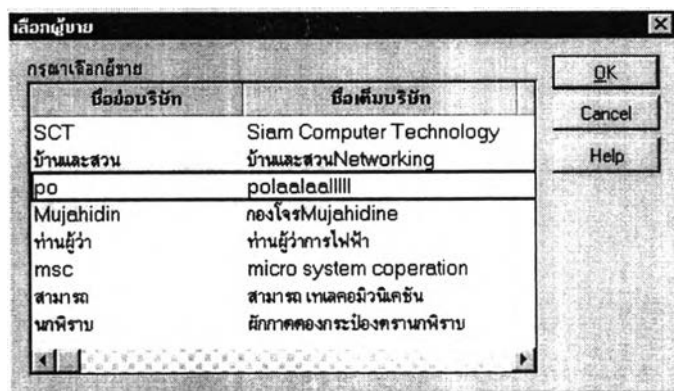 เลือกผู้ขาย
กรุณาเลือกผู้ขาย
ชื่อย่อบริษัท ชื่อเต็มบริษัท
SCT Siam Computer Technology
บ้านและสวน บ้านและสวนNetworking
po polaalaalllll
Mujahidin กองโจรMujahidine
ท่านผู้ว่า ท่านผู้ว่าการไฟฟ้า
msc micro system coperation
สามารถ สามารถ เทเลคอมิวนิเคชัน
นกพิราบ ผักกาดดองกระป๋องตรานกพิราบ
OK
Cancel
Help